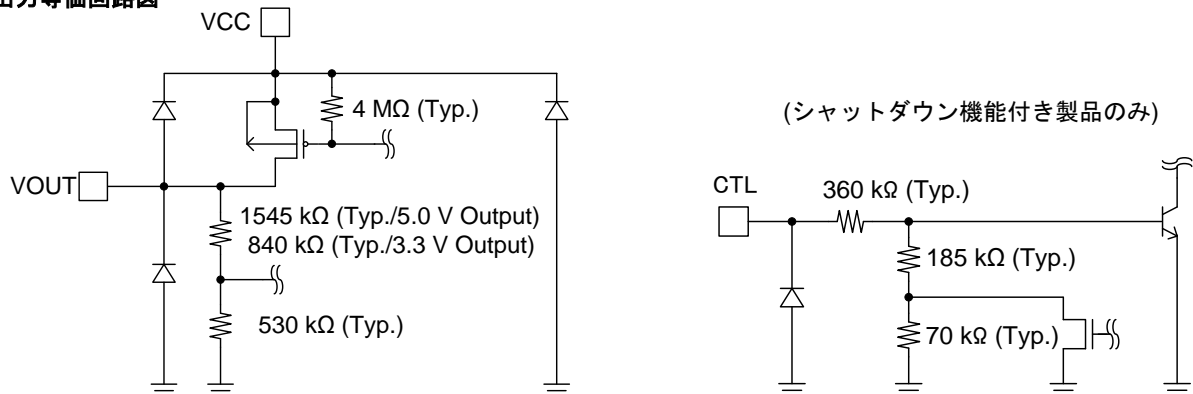 出力等価回路図
VCC
4 MΩ (Typ.)
VOUT
1545 kΩ (Typ./5.0 V Output)
840 kΩ (Typ./3.3 V Output)
530 kΩ (Typ.)
(シャットダウン機能付き製品のみ)
CTL
360 kΩ (Typ.)
185 kΩ (Typ.)
70 kΩ (Typ.)